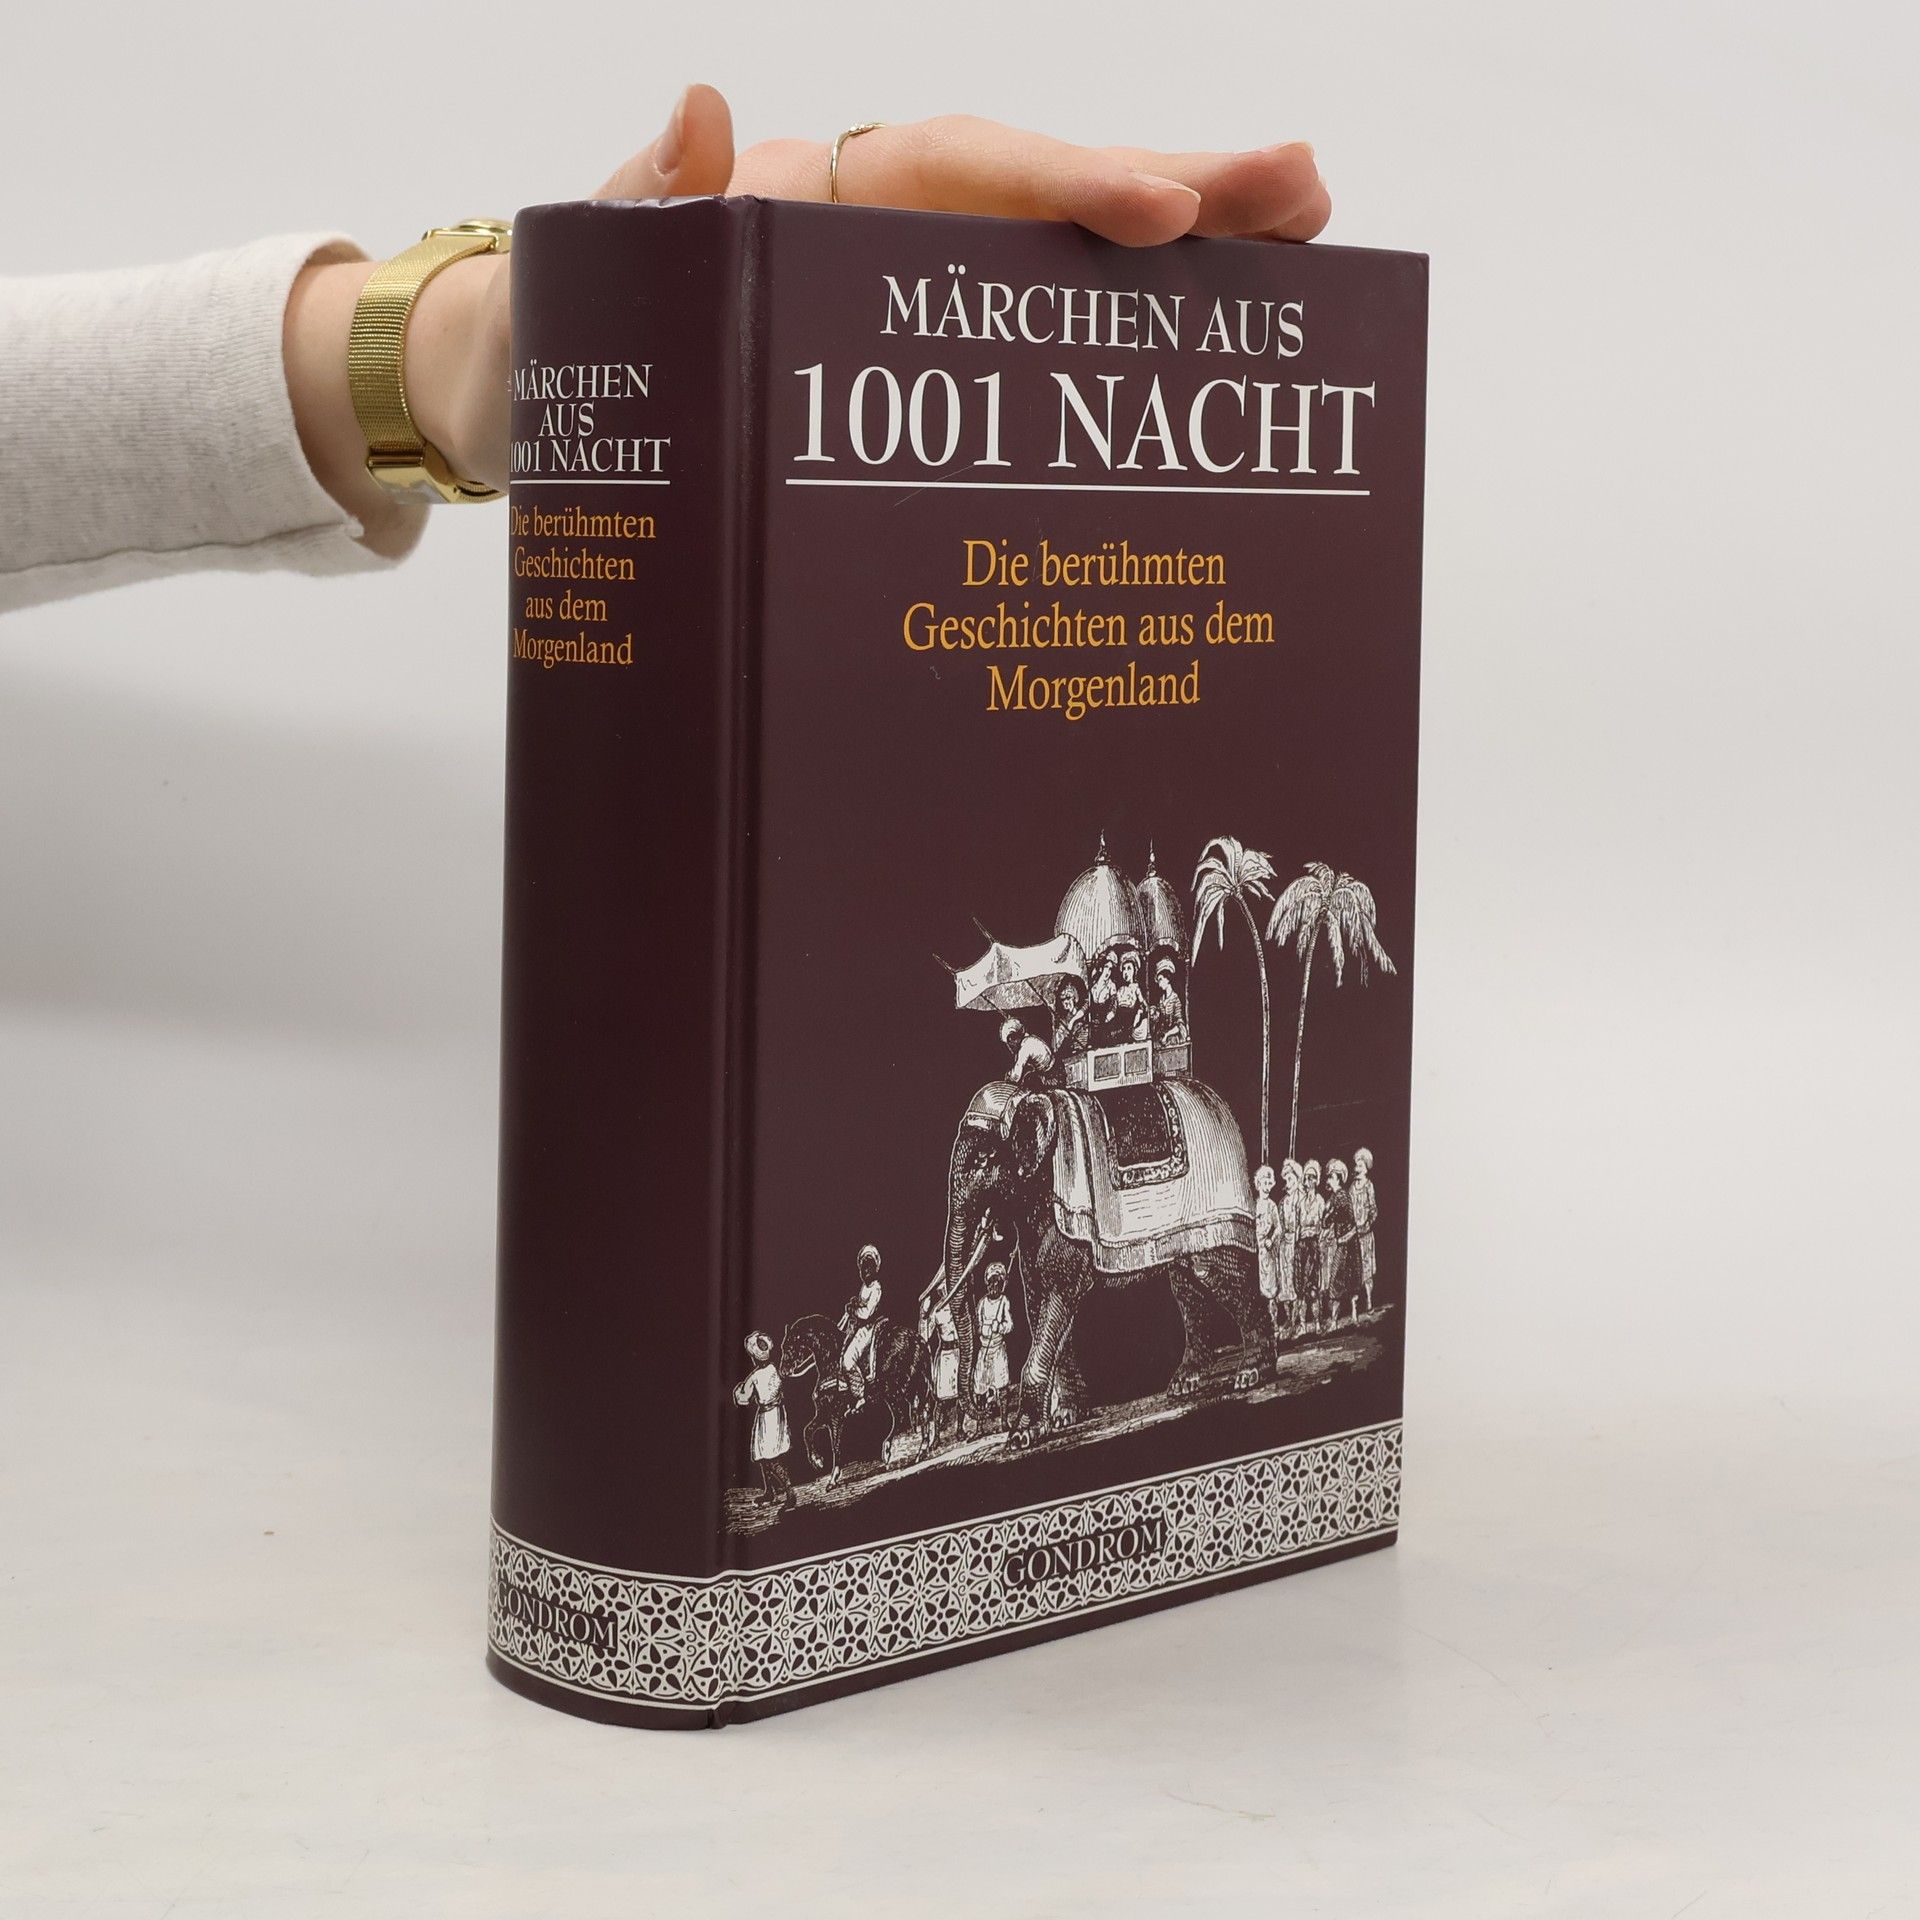 MÄRCHEN
AUS
1001 NACHT
Die berühmten
Geschichten
aus dem
Morgenland
GONDROM
MÄRCHEN AUS
1001 NACHT
Die berühmten
Geschichten aus dem
Morgenland
GONDROM